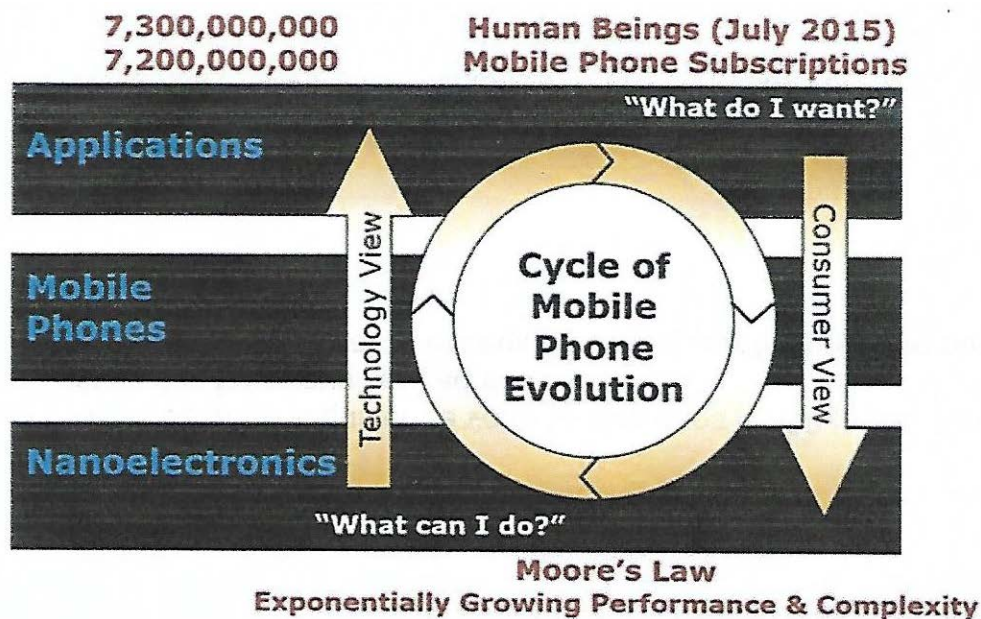 7,300,000,000 Human Beings (July 2015)
7,200,000,000 Mobile Phone Subscriptions
"What do I want?"
Applications
Technology View
Consumer View
Mobile
Phones
Cycle of
Mobile
Phone
Evolution
Nanoelectronics
"What can I do?"
Moore's Law
Exponentially Growing Performance & Complexity